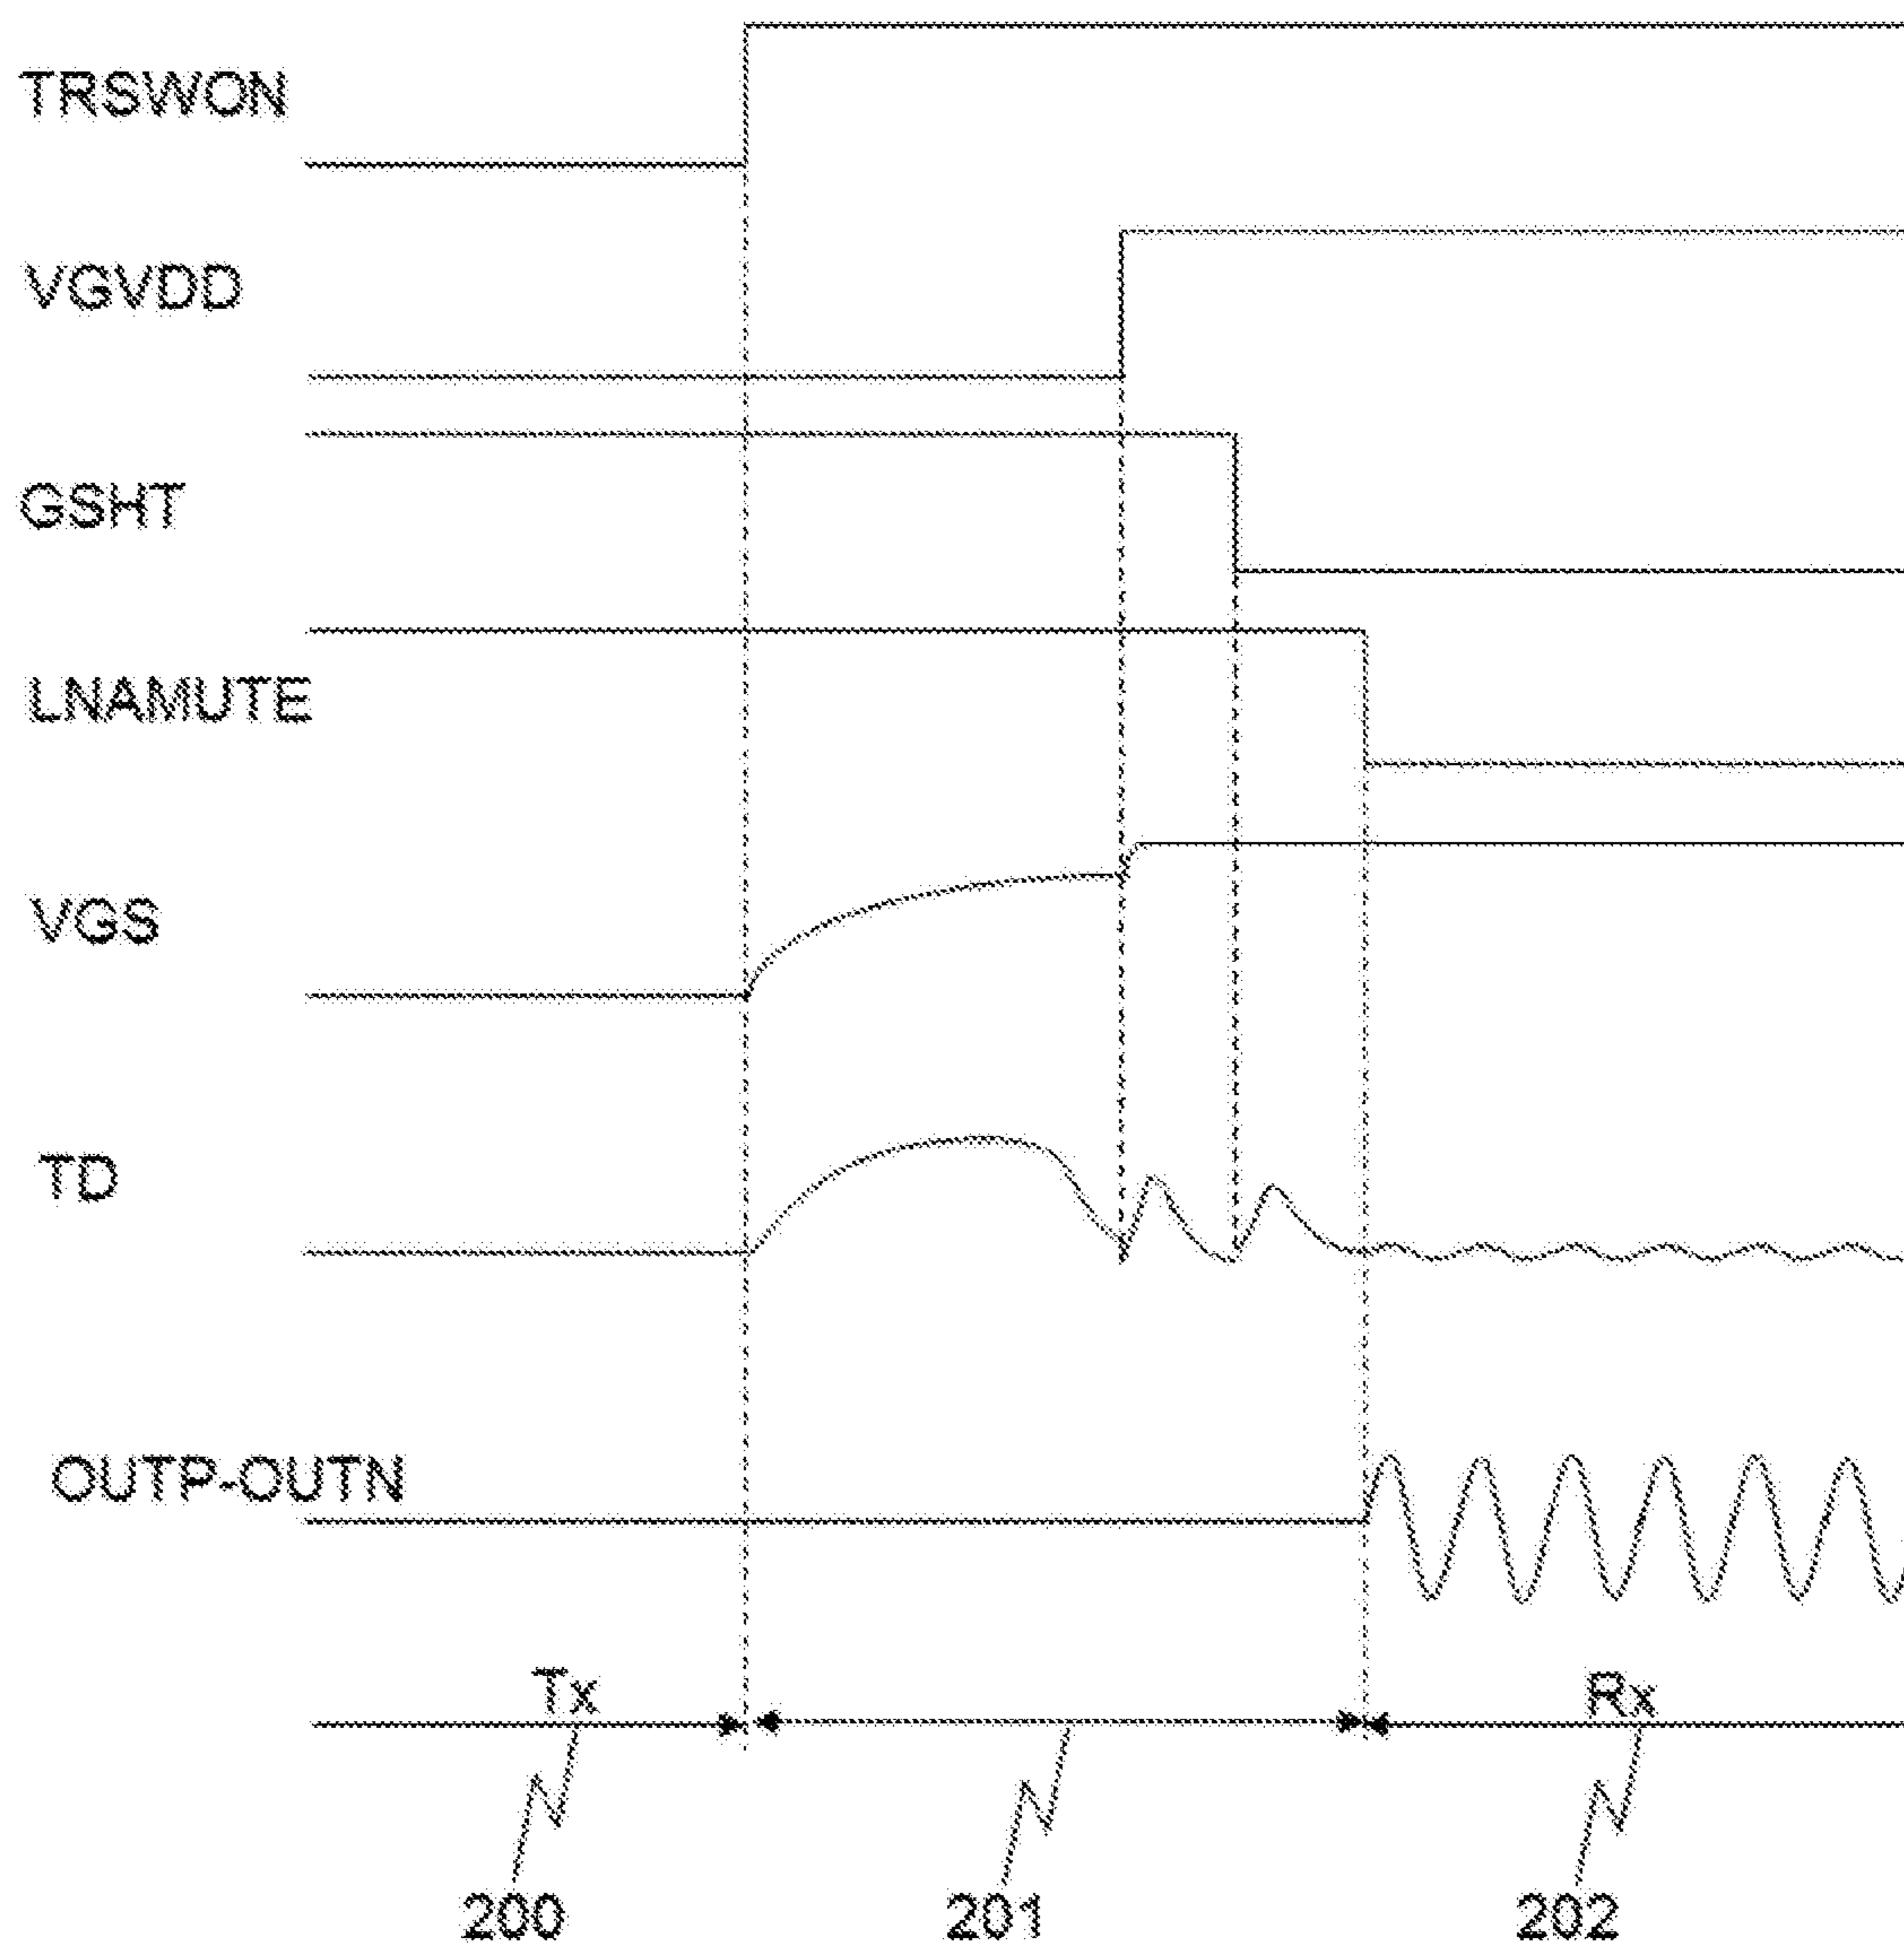 TRSWON
VGVDD
GSHT
LNAMUTE
VGS
TD
OUTP-OUTN
Tx
Rx
200
201
202